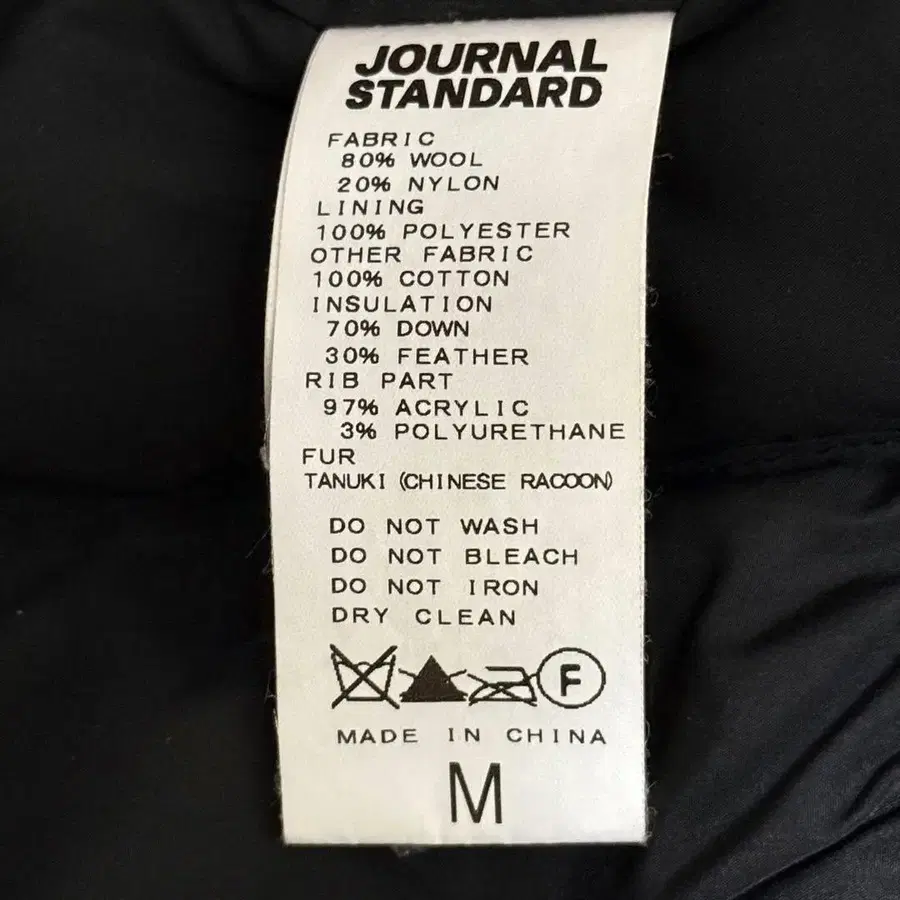 JOURNAL
STANDARD
FABRIC
80% WOOL
20% NYLON
LINING
100% POLYESTER
OTHER FABRIC
100% COTTON
INSULATION
70% DOWN
30% FEATHER
RIB PART
97% ACRYLIC
3% POLYURETHANE
FUR
TANUKI (CHINESE RACOON)
DO NOT WASH
DO NOT BLEACH
DO NOT IRON
DRY CLEAN
F
MADE IN CHINA
M